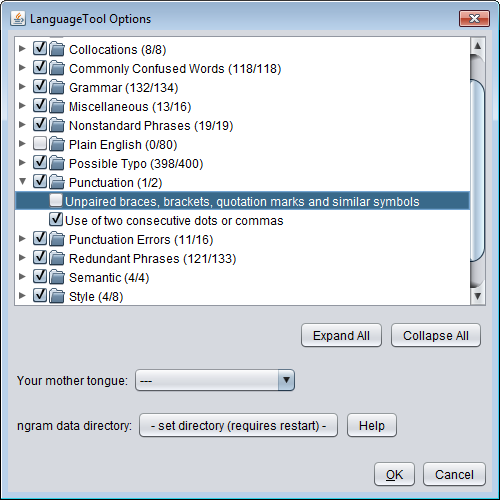 LanguageTool Options
Collocations (8/8)
Commonly Confused Words (118/118)
Grammar (132/134)
Miscellaneous (13/16)
Nonstandard Phrases (19/19)
Plain English (0/80)
Possible Typo (398/400)
Punctuation (1/2)
Unpaired braces, brackets, quotation marks and similar symbols
Use of two consecutive dots or commas
Punctuation Errors (11/16)
Redundant Phrases (121/133)
Semantic (4/4)
Style (4/8)
Expand All Collapse All
Your mother tongue: ---
ngram data directory: - set directory (requires restart) - Help
OK Cancel